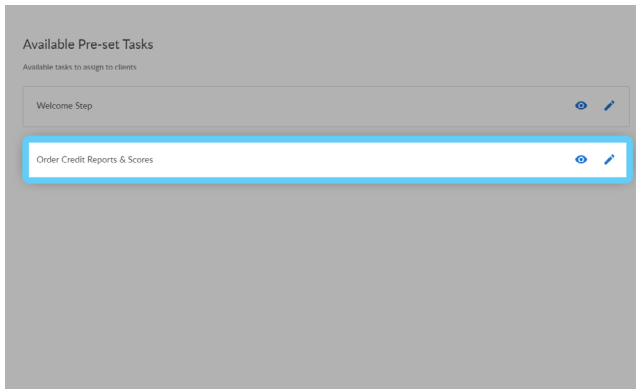 Available Pre-set Tasks
Available tasks to assign to clients
Welcome Step
Order Credit Reports & Scores